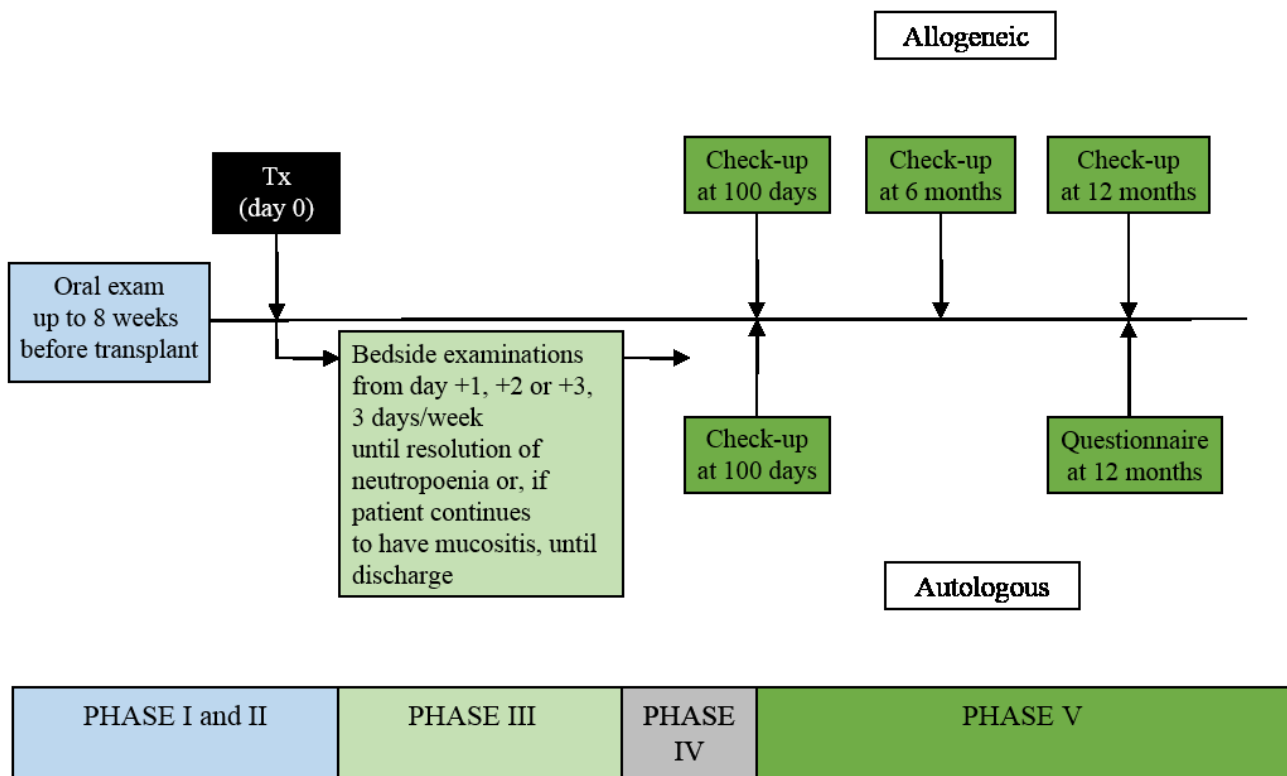 Allogeneic
Tx
(day 0)
Check-up
at 100 days
Check-up
at 6 months
Check-up
at 12 months
Oral exam
up to 8 weeks
before transplant
Bedside examinations
from day +1, +2 or +3,
3 days/week
until resolution of
neutropoenia or, if
patient continues
to have mucositis, until
discharge
Check-up
at 100 days
Questionnaire
at 12 months
Autologous
PHASE I and II
PHASE III
PHASE
IV
PHASE V